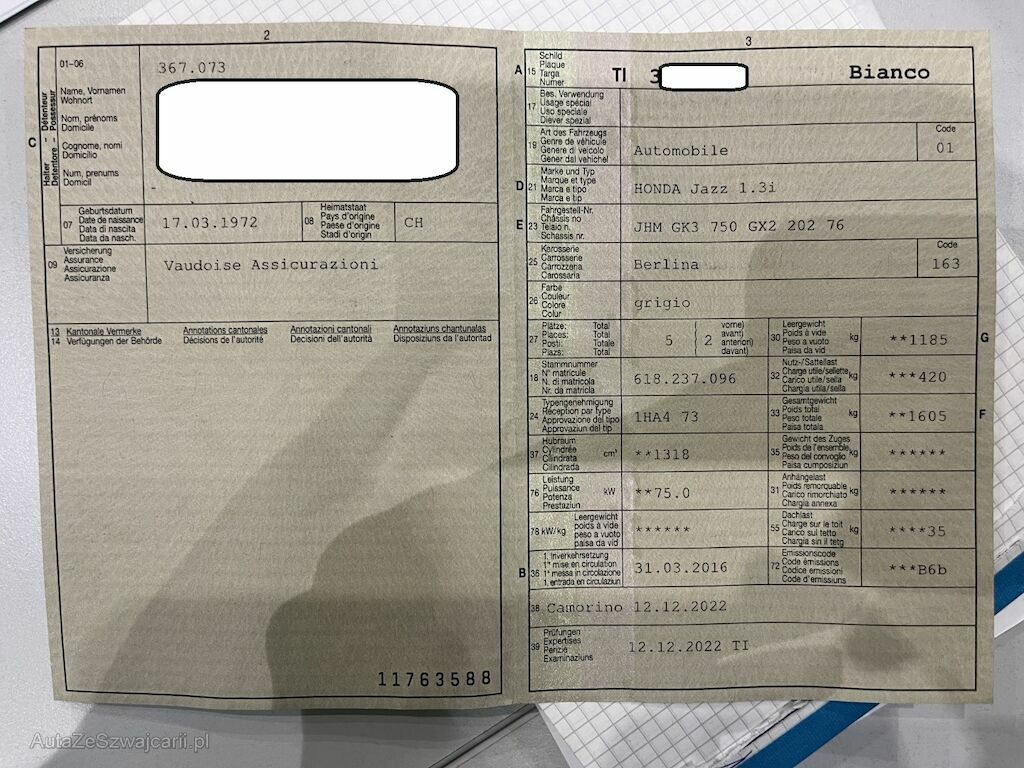 2
01-06
367.073
C
Halter - Détenteur
Detentore - Possessur
Name, Vornamen
Wohnort
Nom, prénoms
Domicile
Cognome, nomi
Domicilio
Num, prenums
Domicil
07
Geburtsdatum
Date de naissance
Data di nascita
Data da nasch.
17.03.1972
08
Heimatstaat
Pays d'origine
Paese d'origine
Stadi d'origin
CH
09
Versicherung
Assurance
Assicurazione
Assicuranza
Vaudoise Assicurazioni
13 Kantonale Vermerke Annotations cantonales Annotazioni cantonali Annotaziuns chantunalas
14 Verfügungen der Behörde Décisions de l'autorité Decisioni dell'autorità Disposiziuns da l'autoritad
11763588
3
A 15
Schild
Plaque
Targa
Numer
TI 3
Bianco
17
Bes. Verwendung
Usage spécial
Uso speciale
Diever spezial
19
Art des Fahrzeugs
Genre de véhicule
Genere di veicolo
Gener dal vehichel
Automobile
Code
01
D 21
Marke und Typ
Marque et type
Marca e tipo
Marca e tip
HONDA Jazz 1.3i
E 23
Fahrgestell-Nr.
Châssis no
Telaio n.
Schassis nr.
JHM GK3 750 GX2 202 76
25
Karosserie
Carrosserie
Carrozzeria
Carossaria
Berlina
Code
163
26
Farbe
Couleur
Colore
Colur
grigio
27
Plätze: Total
Places: Total
Posti: Totale
Plazs: Total
5
( 2
vorne)
avant)
anteriori)
davant)
30
Leergewicht
Poids à vide
Peso a vuoto
Paisa da vid
kg
**1185
G
18
Stammnummer
N° matricule
N. di matricola
Nr. da matricla
618.237.096
32
Nutz-/Sattellast
Charge utile/sellette
Carico utile/sella
Chargia utila/sella
kg
***420
24
Typengenehmigung
Réception par type
Approvazione del tipo
Approvaziun dal tip
1HA4 73
33
Gesamtgewicht
Poids total
Peso totale
Paisa totala
kg
**1605
F
37
Hubraum
Cylindrée
Cilindrata
Cilindrada
cm³
**1318
35
Gewicht des Zuges
Poids de l'ensemble
Peso del convoglio
Paisa cumposiziun
kg
******
76
Leistung
Puissance
Potenza
Prestaziun
kW
**75.0
31
Anhängelast
Poids remorquable
Carico rimorchiato
Chargia annexa
kg
******
78 kW/kg
Leergewicht
poids à vide
peso a vuoto
paisa da vid
******
55
Dachlast
Charge sur le toit
Carico sul tetto
Chargia sin il tetg
kg
****35
B 36
1. Inverkehrsetzung
1re mise en circulation
1a messa in circolazione
1. entrada en circulaziun
31.03.2016
72
Emissionscode
Code émissions
Codice emissioni
Code d'emissiuns
***B6b
38 Camorino 12.12.2022
39
Prüfungen
Expertises
Perizie
Examinaziuns
12.12.2022 TI
AutaZeSzwajcarii.pl